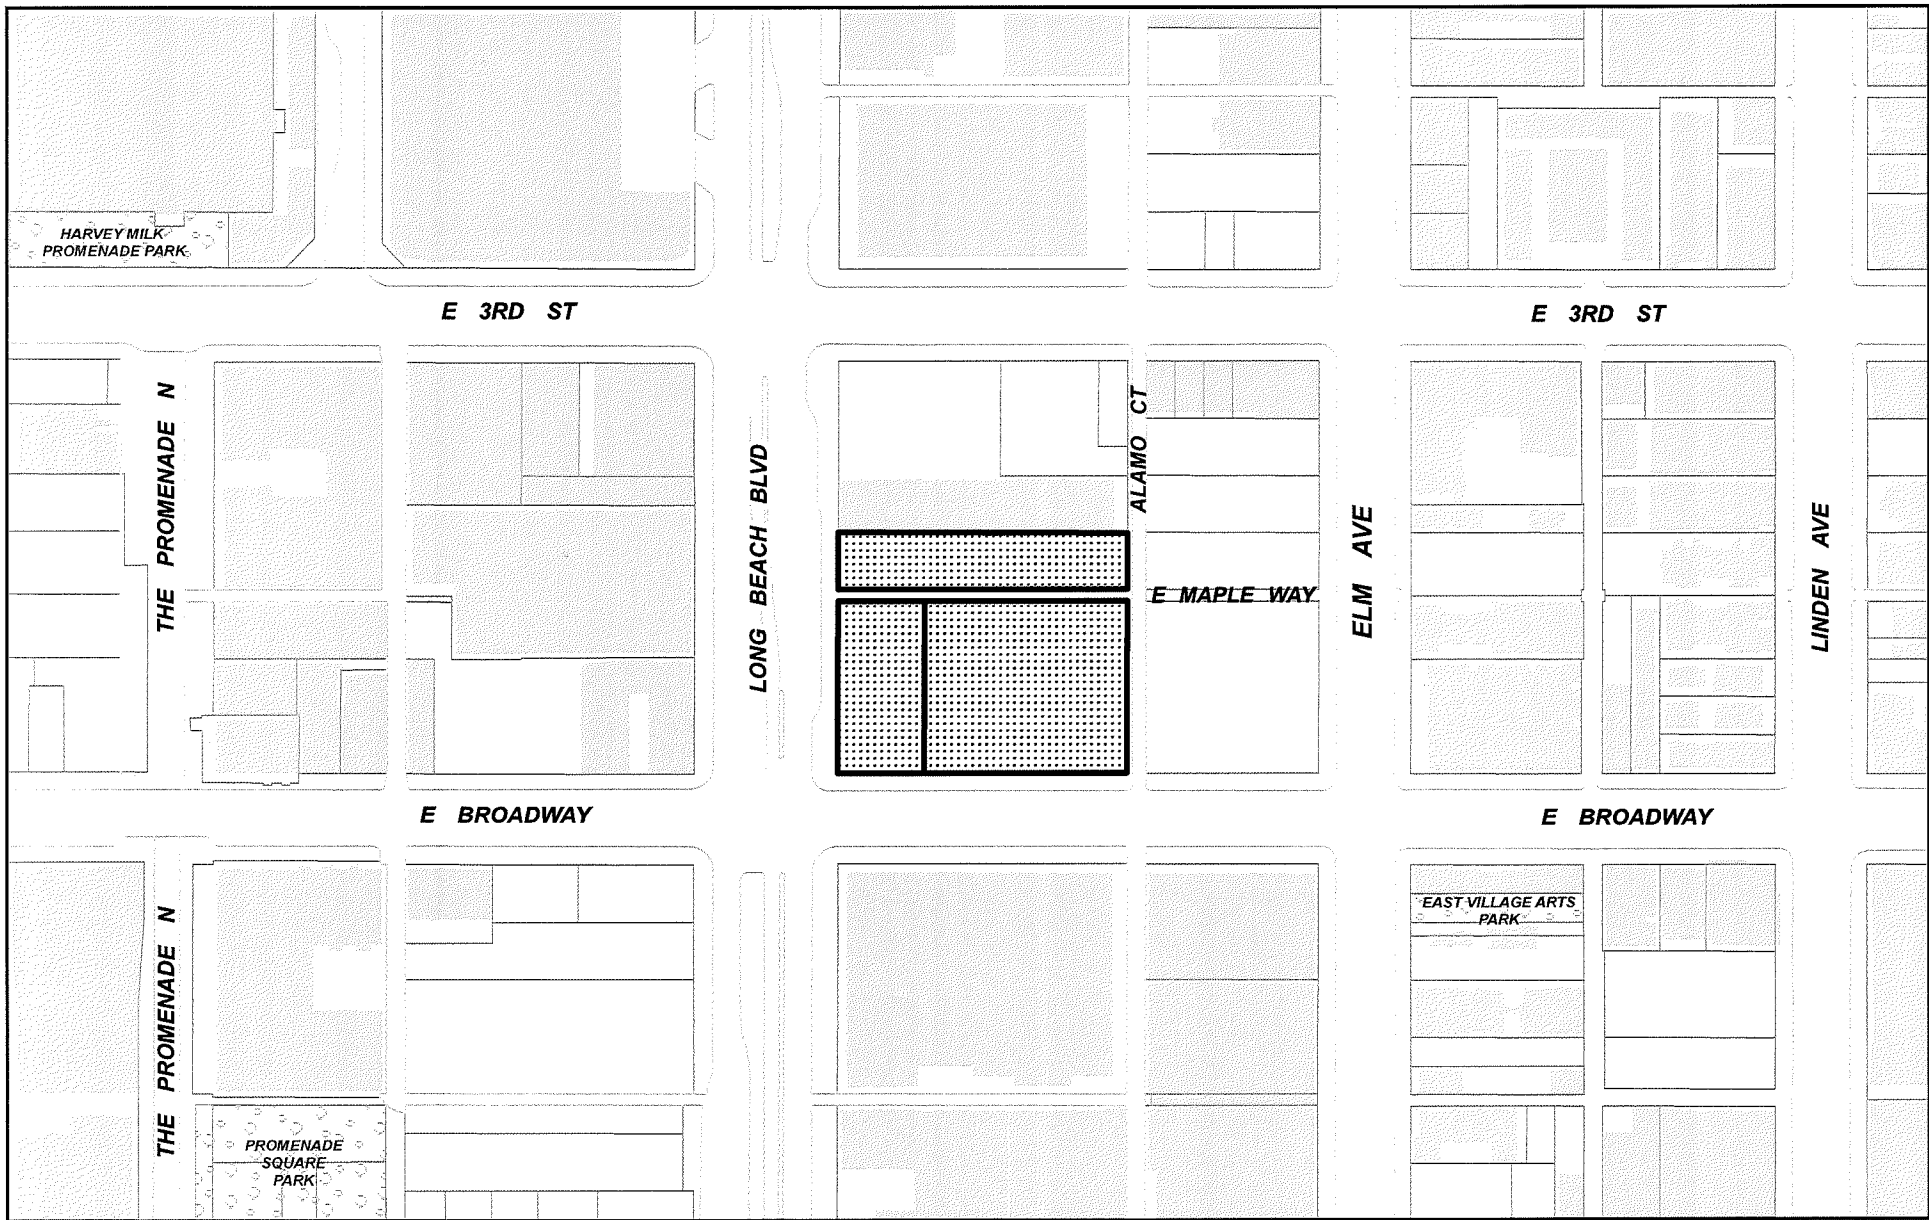 HARVEY MILK
PROMENADE PARK
E 3RD ST
E 3RD ST
THE PROMENADE N
LONG BEACH BLVD
ALAMO CT
E MAPLE WAY
ELM AVE
LINDEN AVE
E BROADWAY
E BROADWAY
THE PROMENADE N
EAST VILLAGE ARTS
PARK
PROMENADE
SQUARE
PARK